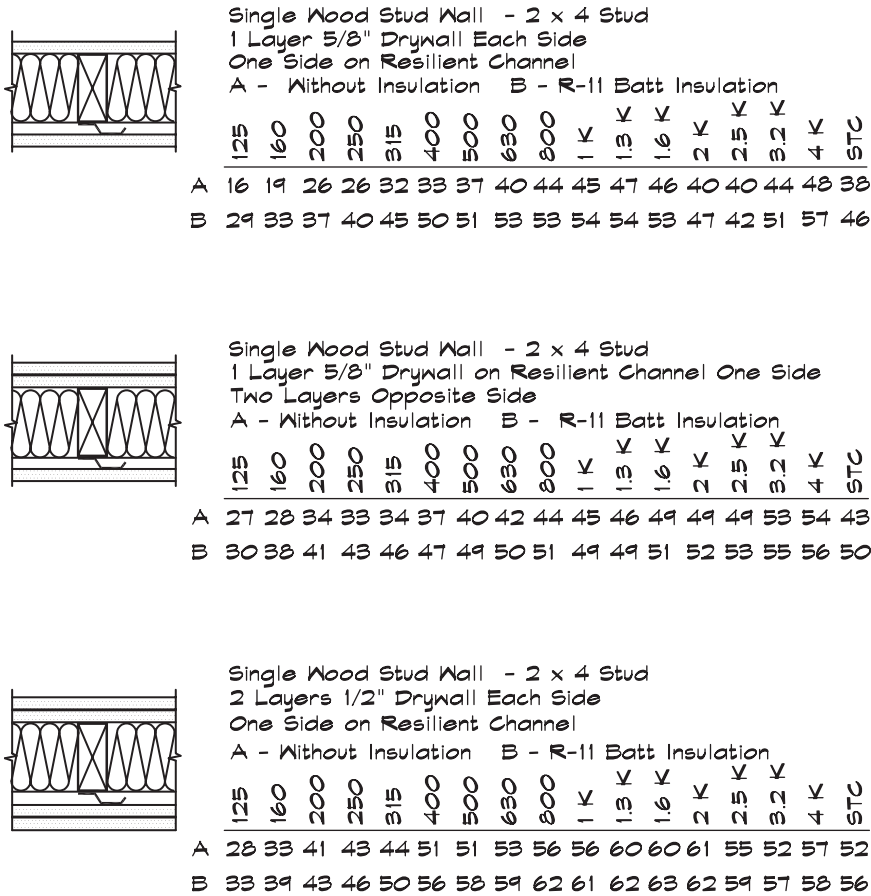 Single Wood Stud Wall - 2 x 4 Stud
1 Layer 5/8" Drywall Each Side
One Side on Resilient Channel
A - Without Insulation B - R-11 Batt Insulation
125 160 200 250 315 400 500 630 800 1 K 1.3 K 1.6 K 2 K 2.5 K 3.2 K 4 K STC
A 16 19 26 26 32 33 37 40 44 45 47 46 40 40 44 48 38
B 29 33 37 40 45 50 51 53 53 54 54 53 47 42 51 57 46
Single Wood Stud Wall - 2 x 4 Stud
1 Layer 5/8" Drywall on Resilient Channel One Side
Two Layers Opposite Side
A - Without Insulation B - R-11 Batt Insulation
125 160 200 250 315 400 500 630 800 1 K 1.3 K 1.6 K 2 K 2.5 K 3.2 K 4 K STC
A 27 28 34 33 34 37 40 42 44 45 46 49 49 49 53 54 43
B 30 38 41 43 46 47 49 50 51 49 49 51 52 53 55 56 50
Single Wood Stud Wall - 2 x 4 Stud
2 Layers 1/2" Drywall Each Side
One Side on Resilient Channel
A - Without Insulation B - R-11 Batt Insulation
125 160 200 250 315 400 500 630 800 1 K 1.3 K 1.6 K 2 K 2.5 K 3.2 K 4 K STC
A 28 33 41 43 44 51 51 53 56 56 60 60 61 55 52 57 52
B 33 39 43 46 50 56 58 59 62 61 62 63 62 59 57 58 56